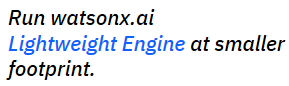 Run watsonx.ai
Lightweight Engine at smaller
footprint.